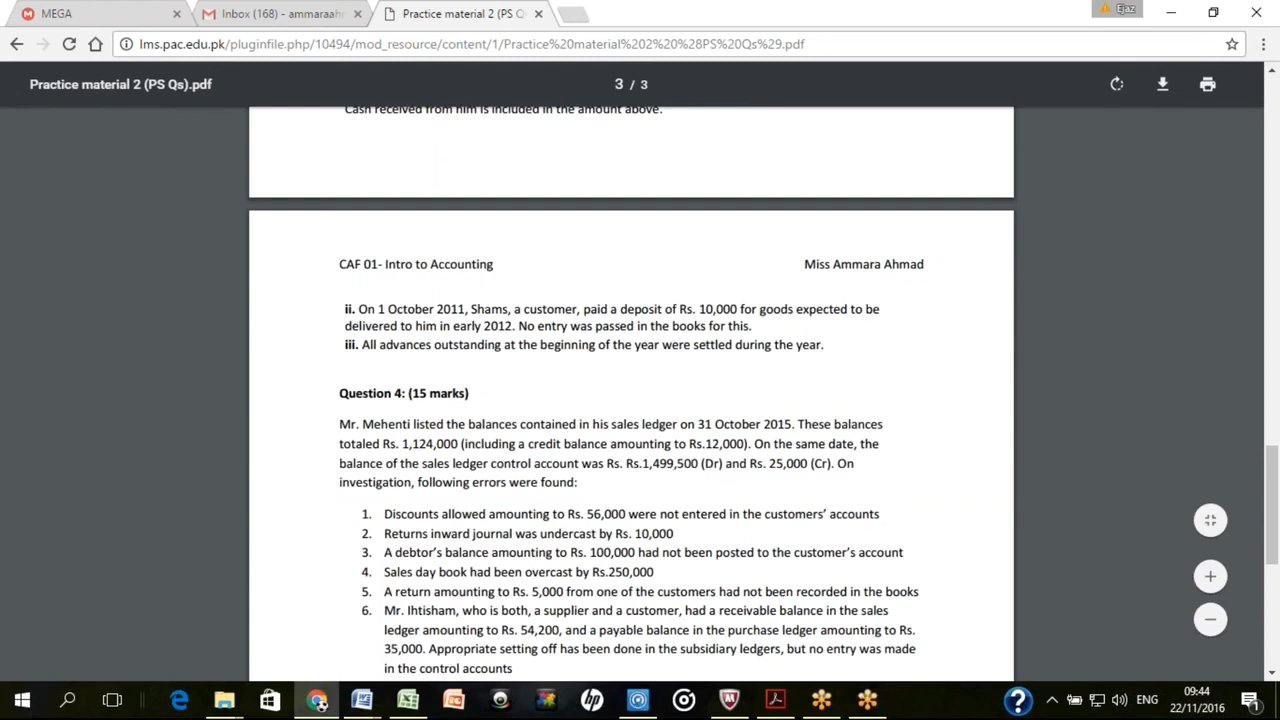 MEGA
Inbox (168) - ammaraah
Practice material 2 (PS Q
Ejaz
lms.pac.edu.pk/pluginfile.php/10494/mod_resource/content/1/Practice%20material%202%20%28PS%20Qs%29.pdf
Practice material 2 (PS Qs).pdf
3 / 3
Cash received from him is included in the amount above.
CAF 01- Intro to Accounting
Miss Ammara Ahmad
ii. On 1 October 2011, Shams, a customer, paid a deposit of Rs. 10,000 for goods expected to be
delivered to him in early 2012. No entry was passed in the books for this.
iii. All advances outstanding at the beginning of the year were settled during the year.
Question 4: (15 marks)
Mr. Mehenti listed the balances contained in his sales ledger on 31 October 2015. These balances
totaled Rs. 1,124,000 (including a credit balance amounting to Rs.12,000). On the same date, the
balance of the sales ledger control account was Rs. Rs.1,499,500 (Dr) and Rs. 25,000 (Cr). On
investigation, following errors were found:
1. Discounts allowed amounting to Rs. 56,000 were not entered in the customers' accounts
2. Returns inward journal was undercast by Rs. 10,000
3. A debtor's balance amounting to Rs. 100,000 had not been posted to the customer's account
4. Sales day book had been overcast by Rs.250,000
5. A return amounting to Rs. 5,000 from one of the customers had not been recorded in the books
6. Mr. Ihtisham, who is both, a supplier and a customer, had a receivable balance in the sales
ledger amounting to Rs. 54,200, and a payable balance in the purchase ledger amounting to Rs.
35,000. Appropriate setting off has been done in the subsidiary ledgers, but no entry was made
in the control accounts
ENG
09:44
22/11/2016